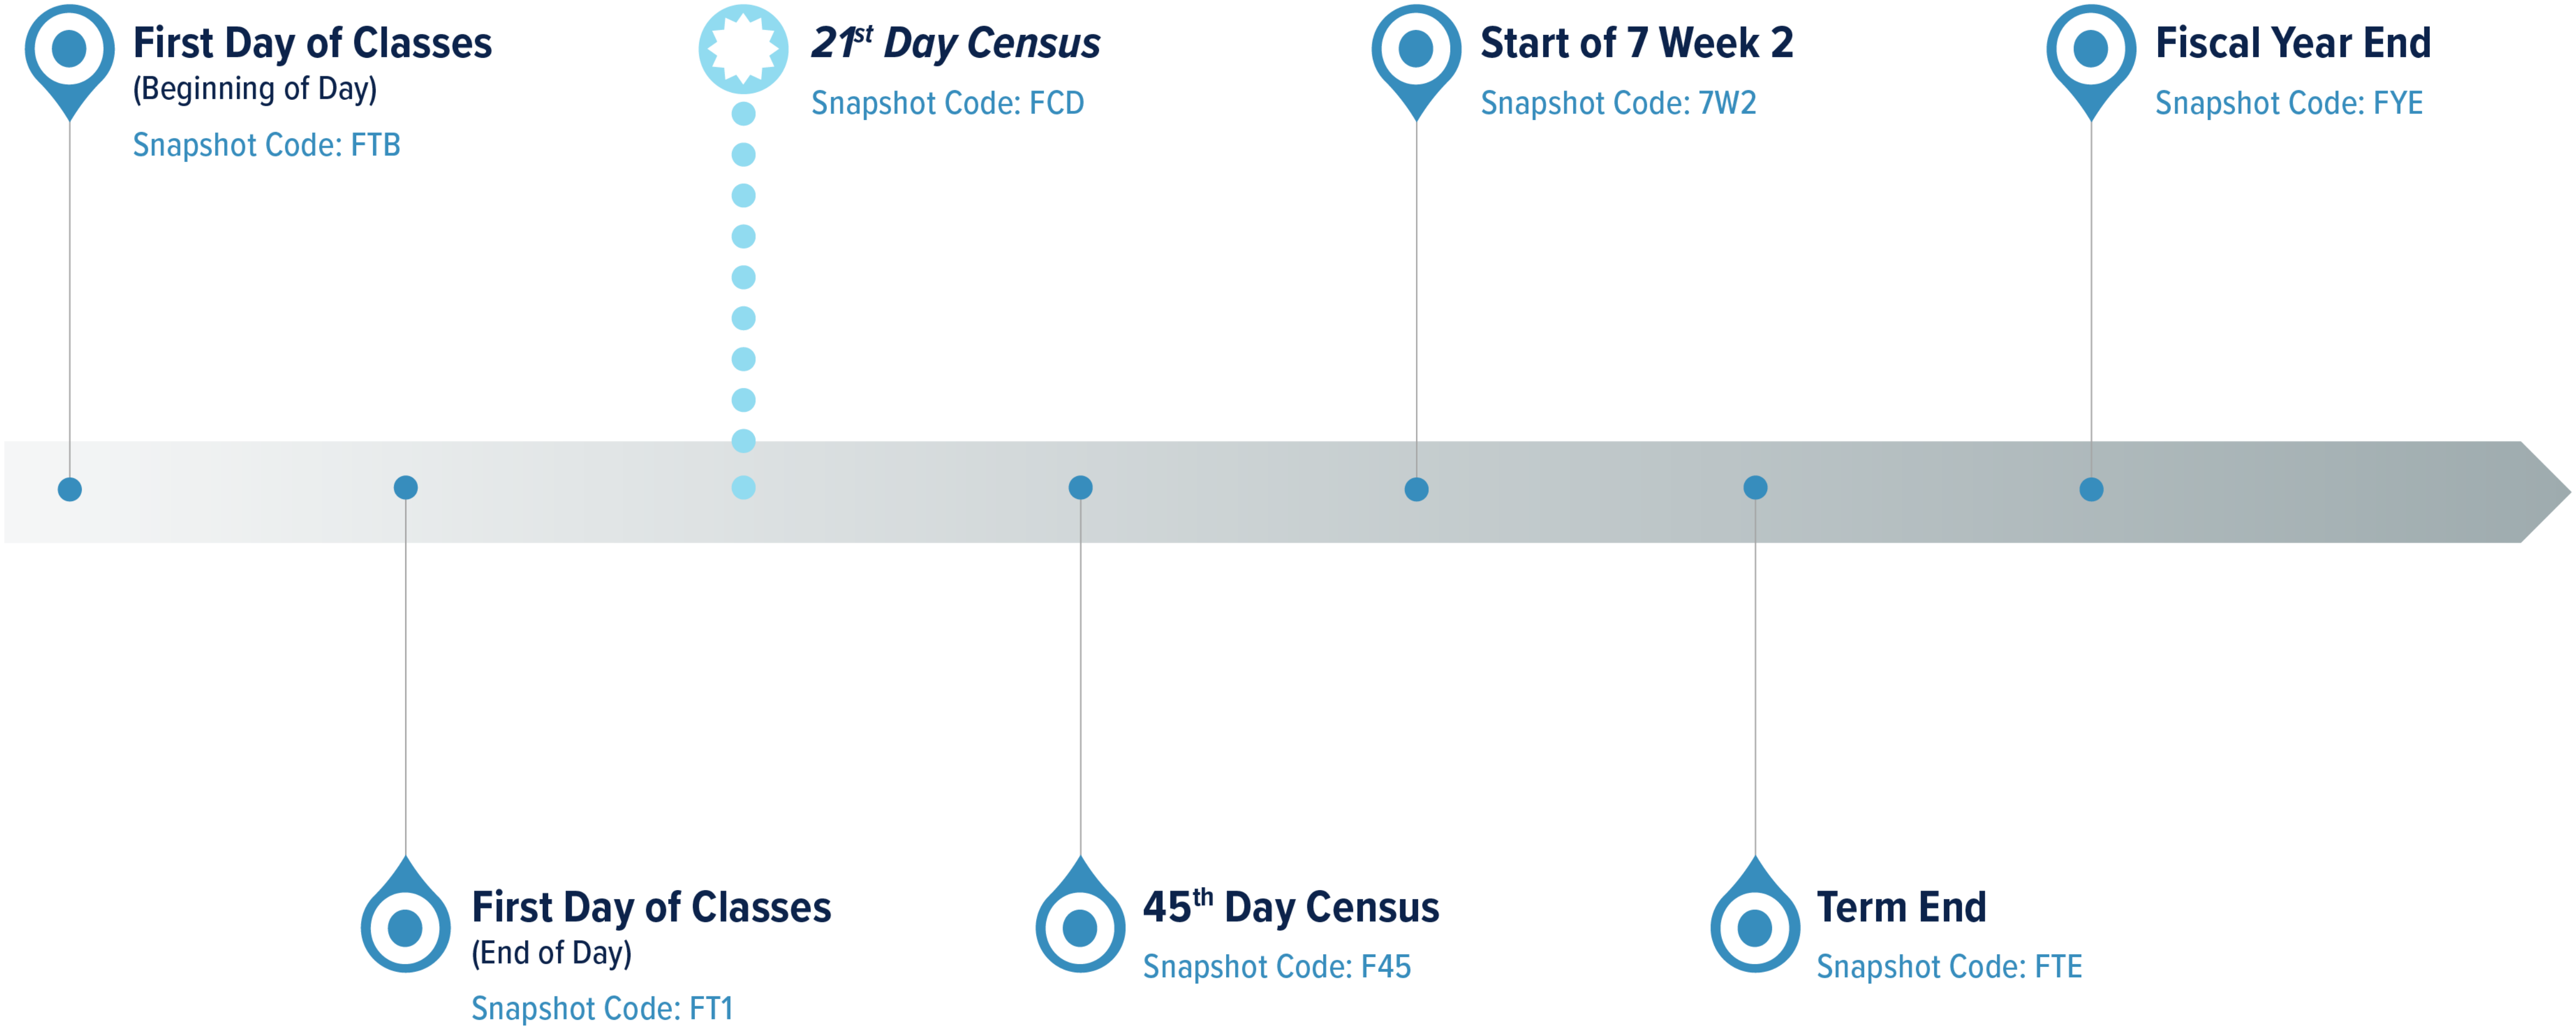 First Day of Classes
(Beginning of Day)
Snapshot Code: FTB
21st Day Census
Snapshot Code: FCD
Start of 7 Week 2
Snapshot Code: 7W2
Fiscal Year End
Snapshot Code: FYE
First Day of Classes
(End of Day)
Snapshot Code: FT1
45th Day Census
Snapshot Code: F45
Term End
Snapshot Code: FTE